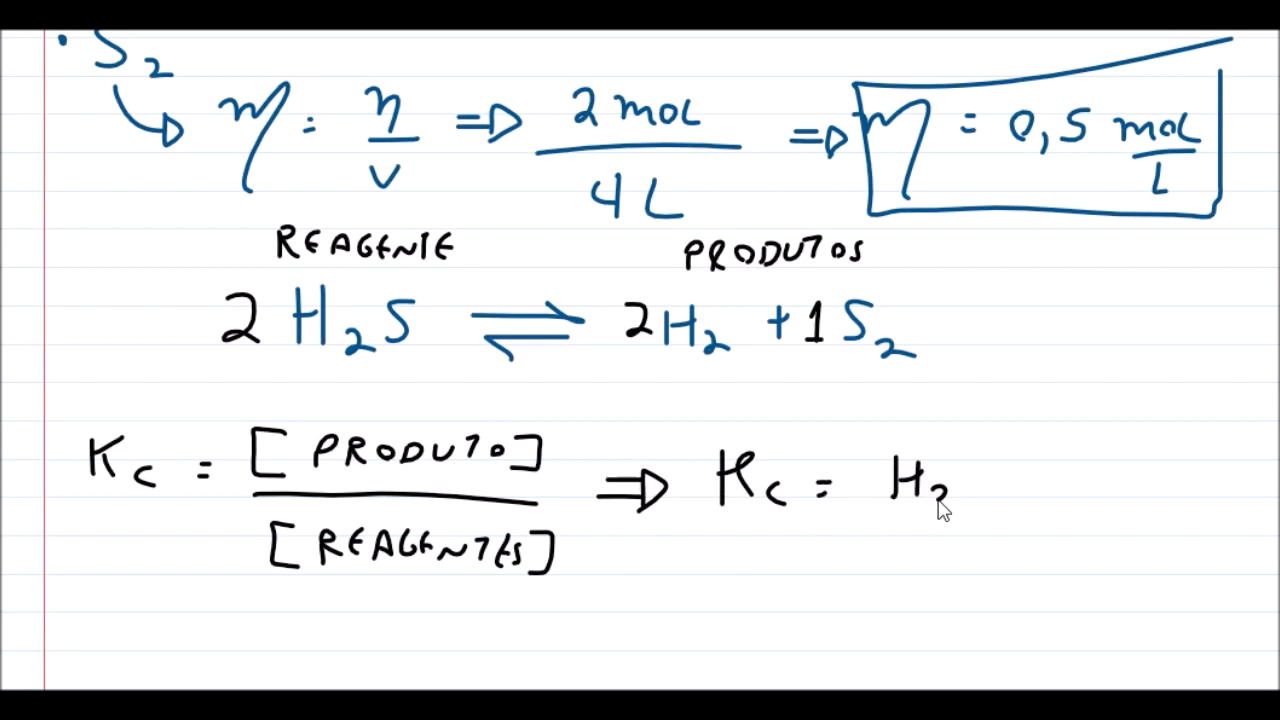 · S₂
m = n/v ⇒ 2 mol / 4 L ⇒ m = 0,5 mol/L
REAGENTE PRODUTOS
2 H₂S ⇌ 2H₂ + 1 S₂
Kc = [PRODUTO] / [REAGENTES] ⇒ Kc = H₂